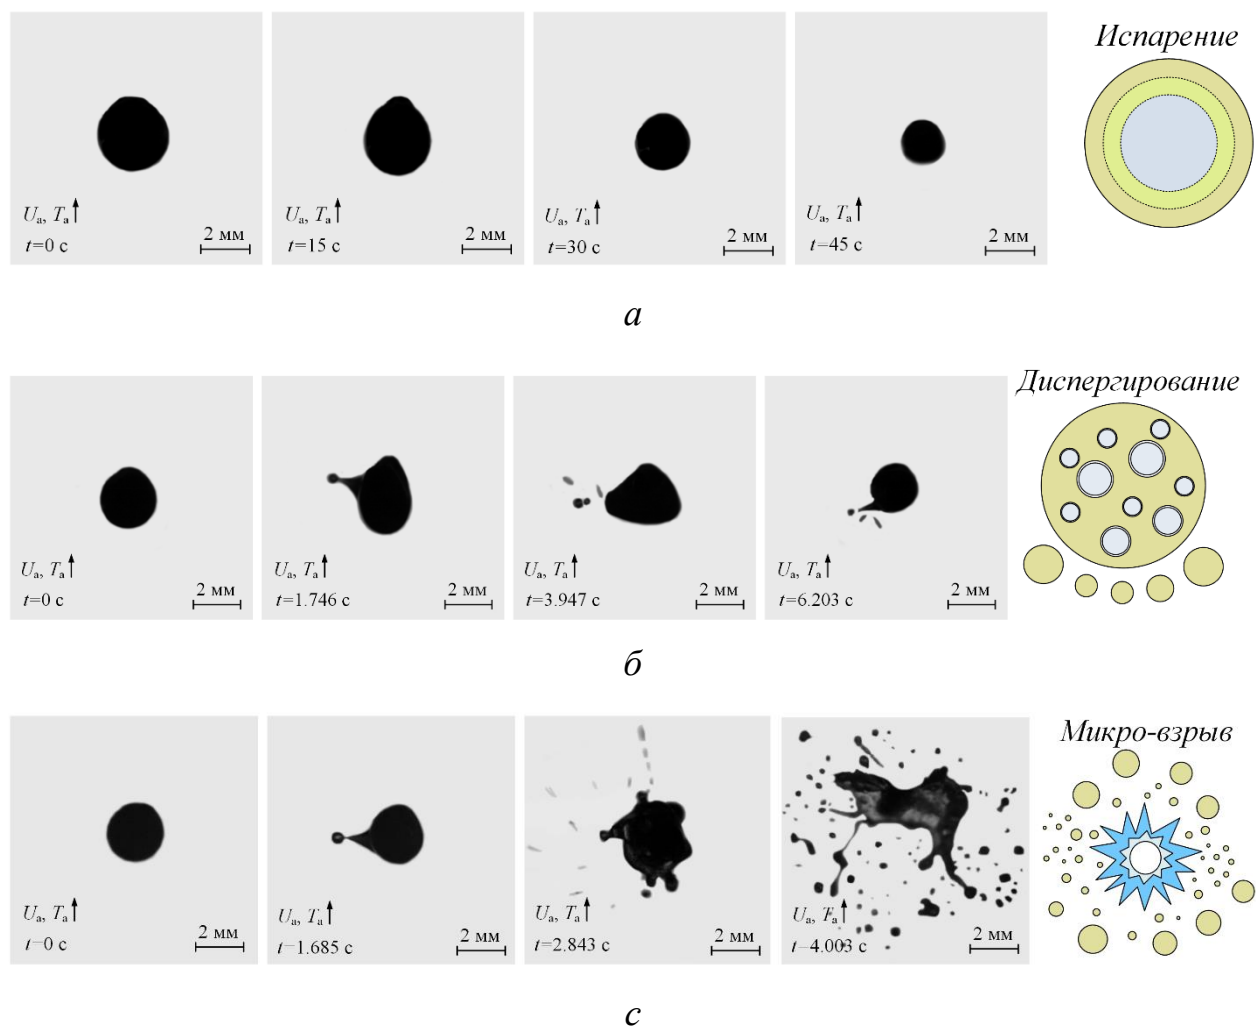 Испарение
Uₐ, Tₐ↑
t=0 с
2 мм
Uₐ, Tₐ↑
t=15 с
2 мм
Uₐ, Tₐ↑
t=30 с
2 мм
Uₐ, Tₐ↑
t=45 с
2 мм
а
Диспергирование
Uₐ, Tₐ↑
t=0 с
2 мм
Uₐ, Tₐ↑
t=1.746 с
2 мм
Uₐ, Tₐ↑
t=3.947 с
2 мм
Uₐ, Tₐ↑
t=6.203 с
2 мм
б
Микро-взрыв
Uₐ, Tₐ↑
t=0 с
2 мм
Uₐ, Tₐ↑
t=1.685 с
2 мм
Uₐ, Tₐ↑
t=2.843 с
2 мм
Uₐ, Tₐ↑
t=4.003 с
2 мм
с